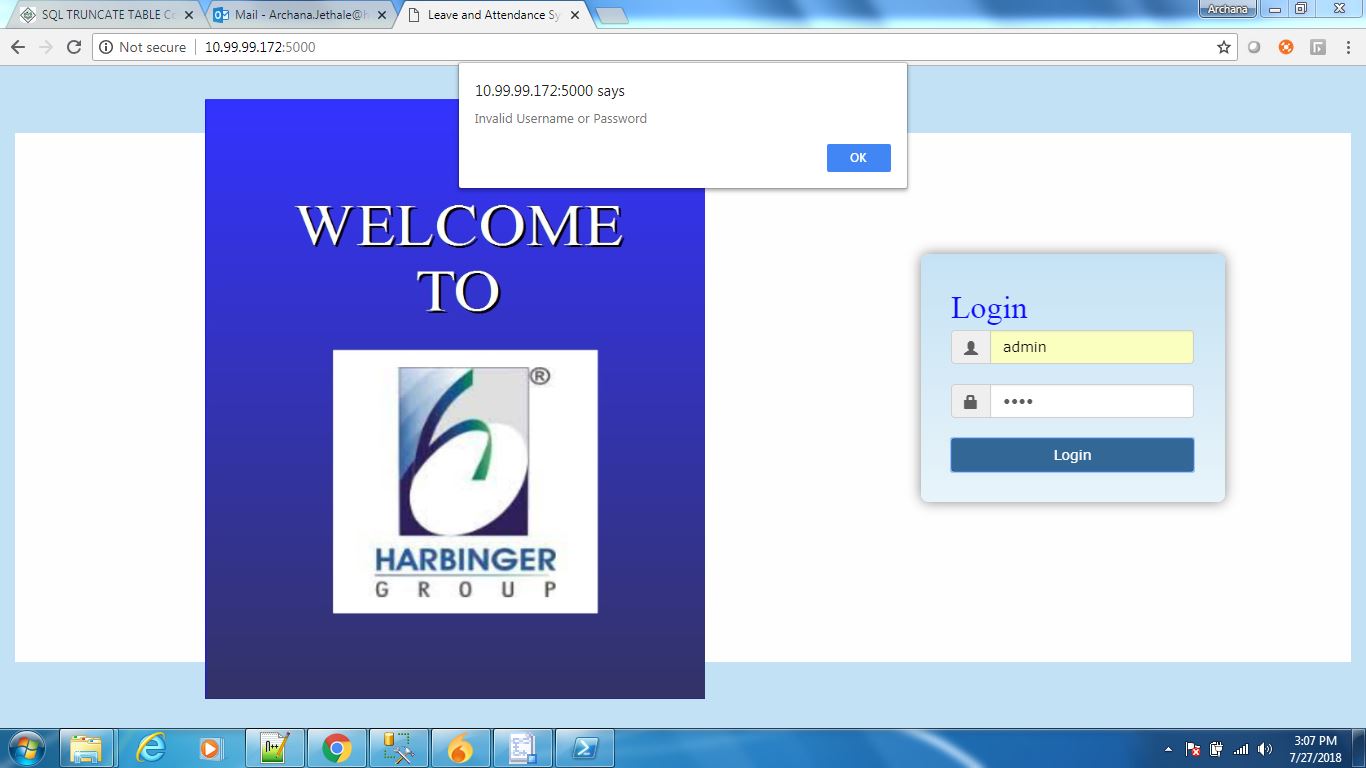 SQL TRUNCATE TABLE Co
Mail - Archana.Jethale@h
Leave and Attendance Sy
Archana
Not secure
10.99.99.172:5000
10.99.99.172:5000 says
Invalid Username or Password
OK
WELCOME
TO
®
HARBINGER
GROUP
Login
admin
••••
Login
n++
3:07 PM
7/27/2018